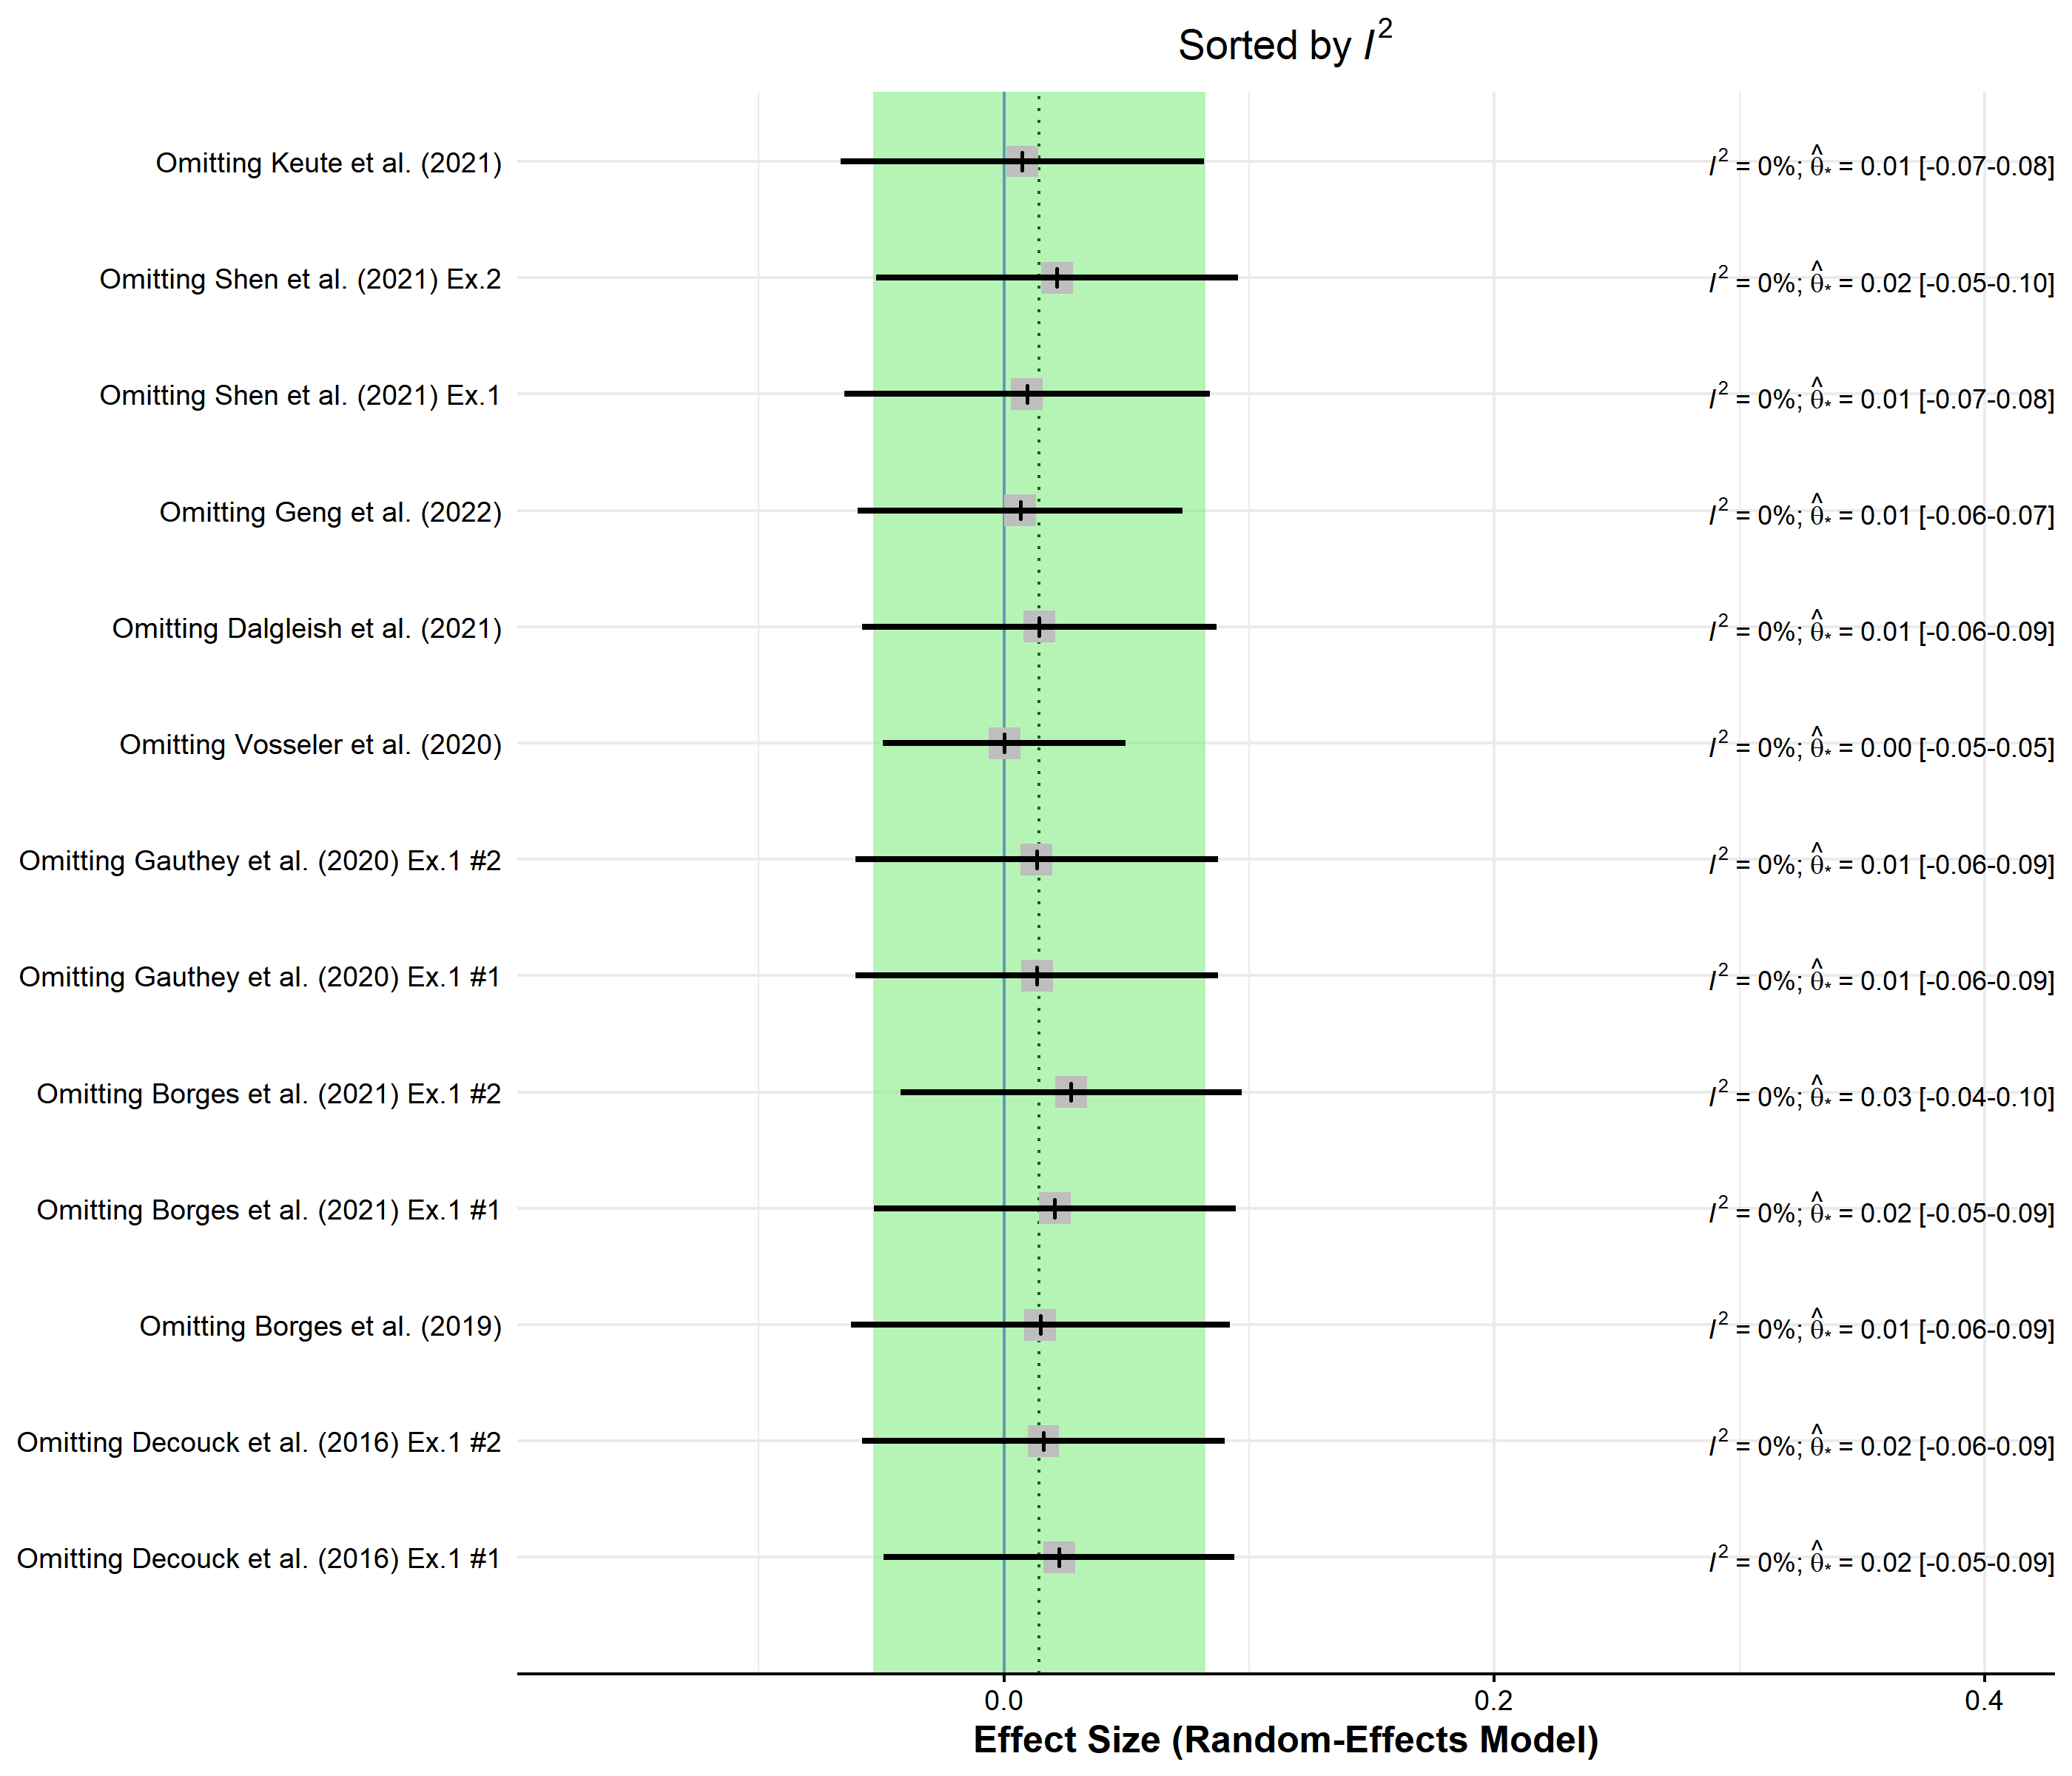 Sorted by I²
Omitting Keute et al. (2021) I² = 0%; θ̂* = 0.01 [-0.07-0.08]
Omitting Shen et al. (2021) Ex.2 I² = 0%; θ̂* = 0.02 [-0.05-0.10]
Omitting Shen et al. (2021) Ex.1 I² = 0%; θ̂* = 0.01 [-0.07-0.08]
Omitting Geng et al. (2022) I² = 0%; θ̂* = 0.01 [-0.06-0.07]
Omitting Dalgleish et al. (2021) I² = 0%; θ̂* = 0.01 [-0.06-0.09]
Omitting Vosseler et al. (2020) I² = 0%; θ̂* = 0.00 [-0.05-0.05]
Omitting Gauthey et al. (2020) Ex.1 #2 I² = 0%; θ̂* = 0.01 [-0.06-0.09]
Omitting Gauthey et al. (2020) Ex.1 #1 I² = 0%; θ̂* = 0.01 [-0.06-0.09]
Omitting Borges et al. (2021) Ex.1 #2 I² = 0%; θ̂* = 0.03 [-0.04-0.10]
Omitting Borges et al. (2021) Ex.1 #1 I² = 0%; θ̂* = 0.02 [-0.05-0.09]
Omitting Borges et al. (2019) I² = 0%; θ̂* = 0.01 [-0.06-0.09]
Omitting Decouck et al. (2016) Ex.1 #2 I² = 0%; θ̂* = 0.02 [-0.06-0.09]
Omitting Decouck et al. (2016) Ex.1 #1 I² = 0%; θ̂* = 0.02 [-0.05-0.09]
0.0 0.2 0.4
Effect Size (Random-Effects Model)